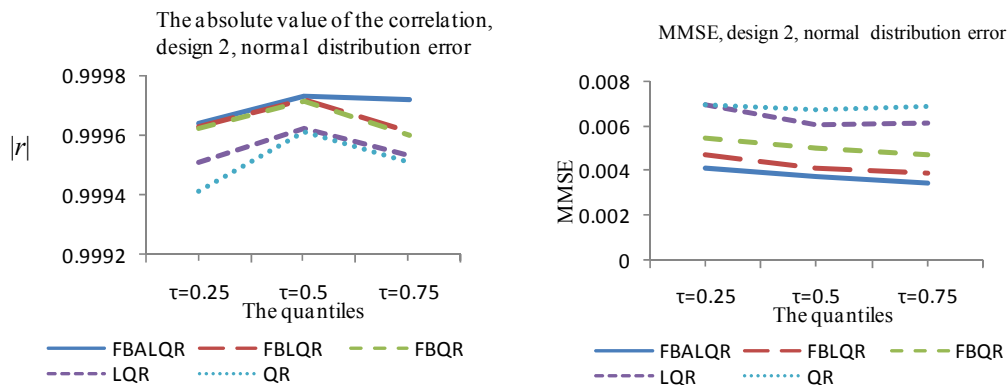 The absolute value of the correlation,
design 2, normal distribution error
0.9998
0.9996
0.9994
0.9992
|r|
τ=0.25 τ=0.5 τ=0.75
The quantiles
FBALQR FBLQR FBQR
LQR QR
MMSE, design 2, normal distribution error
0.008
0.006
0.004
0.002
0
MMSE
τ=0.25 τ=0.5 τ=0.75
The quantiles
FBALQR FBLQR FBQR
LQR QR